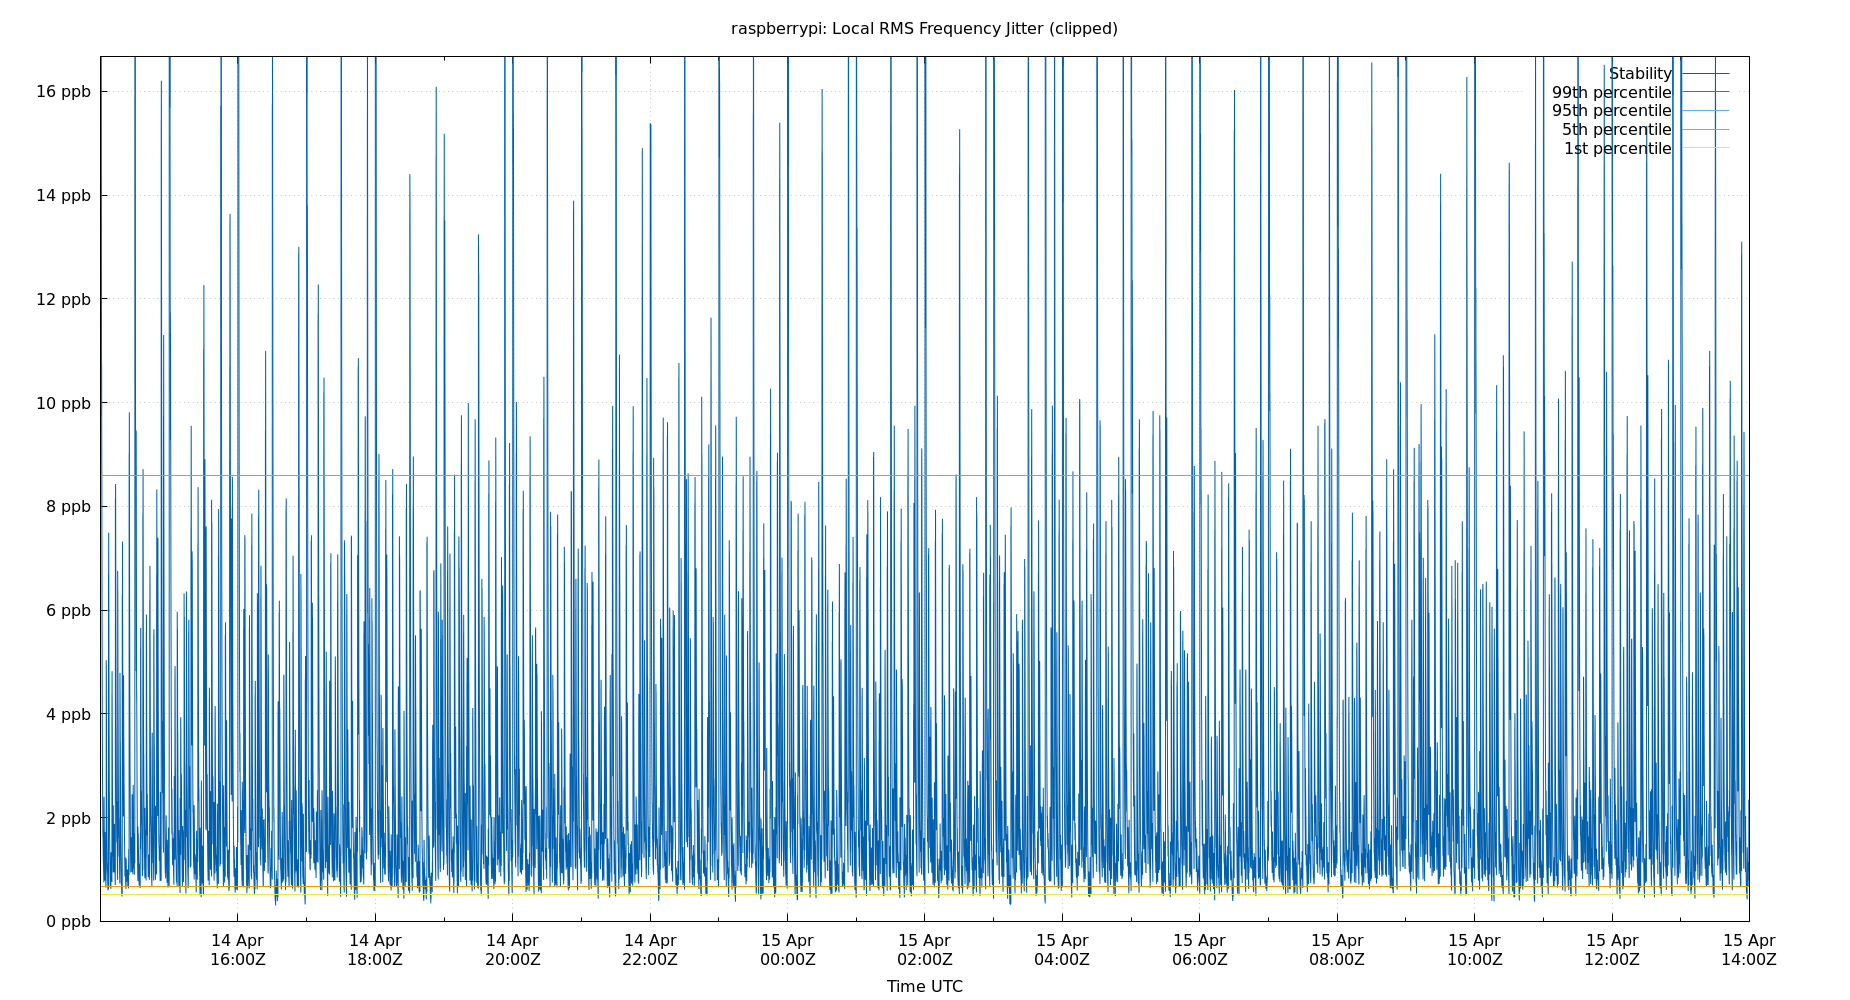 raspberrypi: Local RMS Frequency Jitter (clipped)
16 ppb
14 ppb
12 ppb
10 ppb
8 ppb
6 ppb
4 ppb
2 ppb
0 ppb
Stability
99th percentile
95th percentile
5th percentile
1st percentile
14 Apr 14 Apr 14 Apr 14 Apr 15 Apr 15 Apr 15 Apr 15 Apr 15 Apr 15 Apr 15 Apr 15 Apr
16:00Z 18:00Z 20:00Z 22:00Z 00:00Z 02:00Z 04:00Z 06:00Z 08:00Z 10:00Z 12:00Z 14:00Z
Time UTC